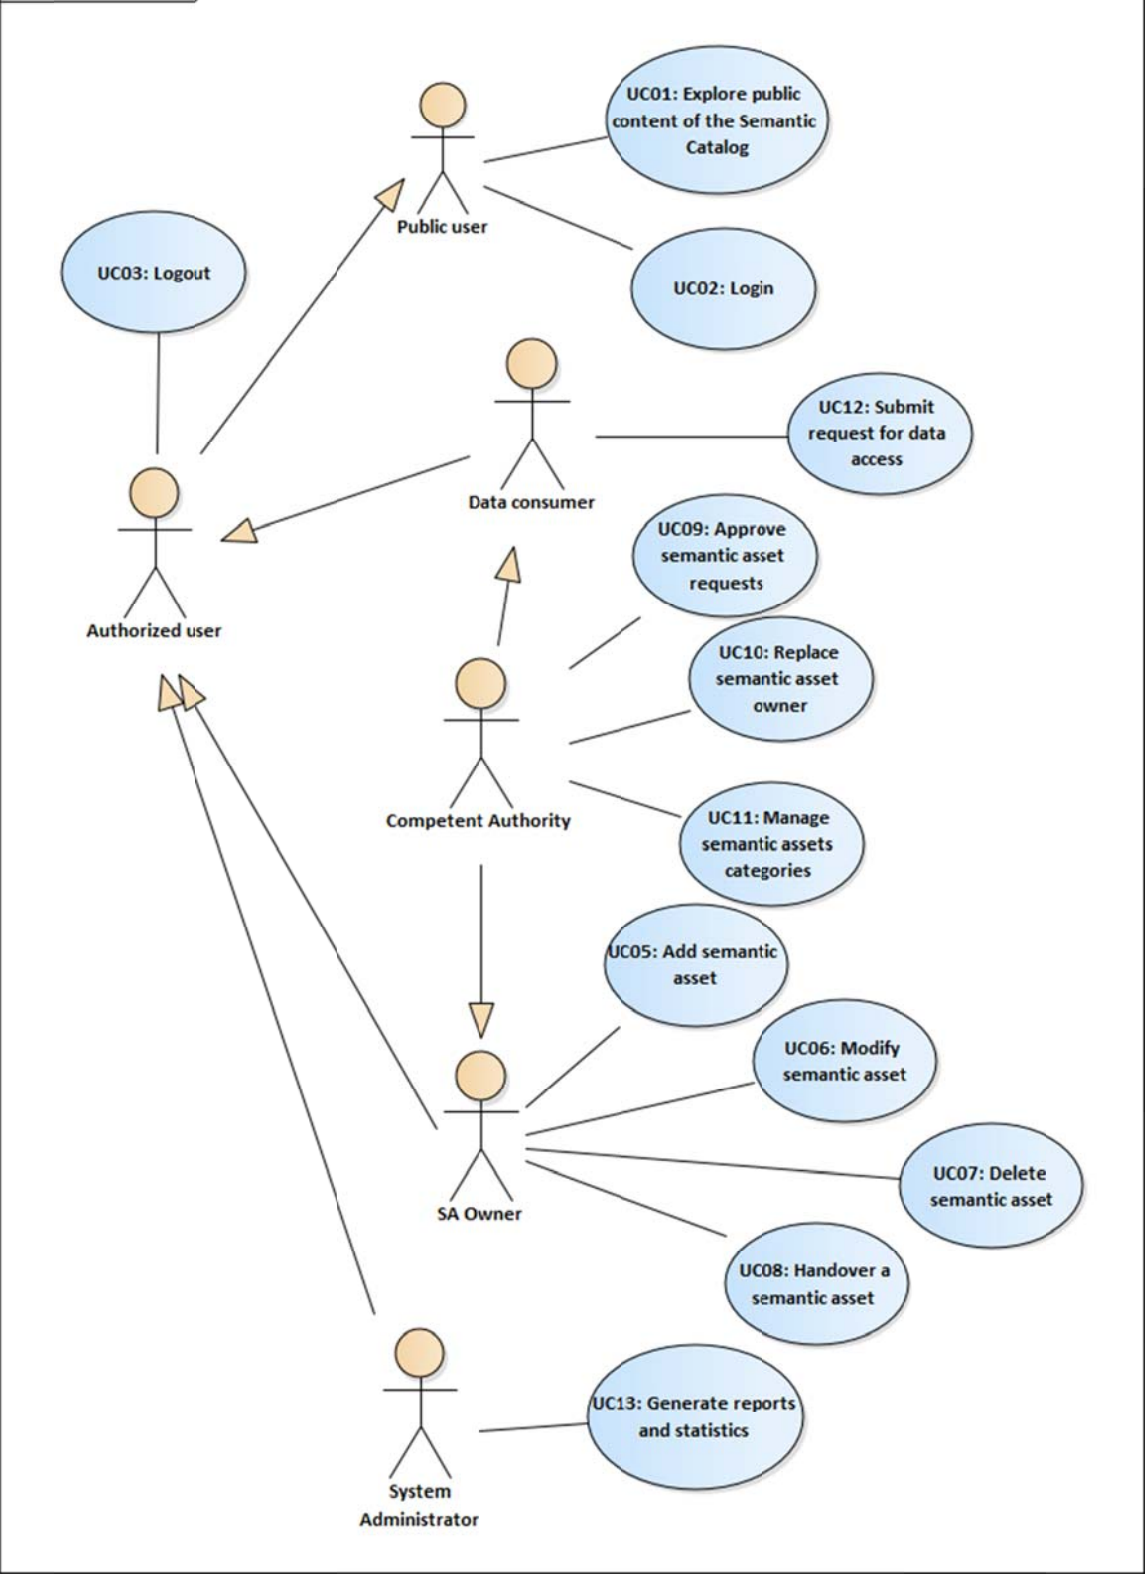 UC01: Explore public
content of the Semantic
Catalog
Public user
UC03: Logout
UC02: Login
UC12: Submit
request for data
access
Data consumer
UC09: Approve
semantic asset
requests
Authorized user
UC10: Replace
semantic asset
owner
Competent Authority
UC11: Manage
semantic assets
categories
UC05: Add semantic
asset
UC06: Modify
semantic asset
UC07: Delete
semantic asset
SA Owner
UC08: Handover a
semantic asset
UC13: Generate reports
and statistics
System
Administrator